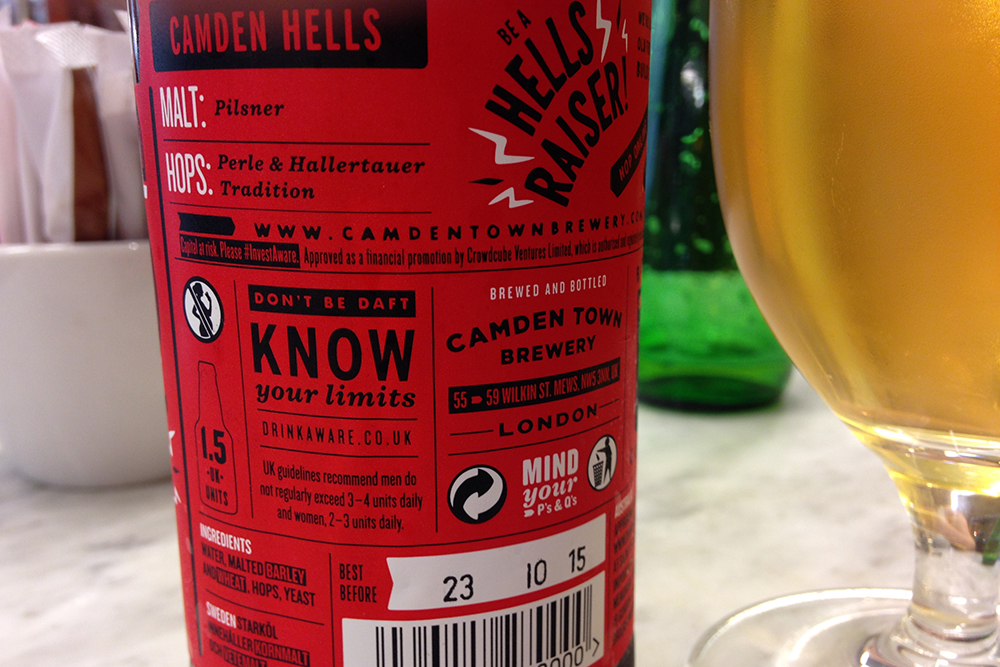 CAMDEN HELLS
MALT: Pilsner
HOPS: Perle & Hallertauer
Tradition
BE A
HELLS
RAISER!
HOP
WWW.CAMDENTOWNBREWERY.CO
Capital at risk. Please #InvestAware. Approved as a financial promotion by Crowdcube Ventures Limited, which is authorised and
DON'T BE DAFT
KNOW
your limits
DRINKAWARE.CO.UK
UK guidelines recommend men do
not regularly exceed 3-4 units daily
and women, 2-3 units daily.
1.5
·UK·
UNITS
BREWED AND BOTTLED
CAMDEN TOWN
BREWERY
55 59 WILKIN ST. MEWS, NW5 3NN, UK
LONDON
MIND
your
P's & Q's
INGREDIENTS
WATER, MALTED BARLEY
AND WHEAT, HOPS, YEAST
SWEDEN STARKÖL
INNEHÅLLER KORNMALT
OCH VETEMALT
BEST
BEFORE
23 10 15